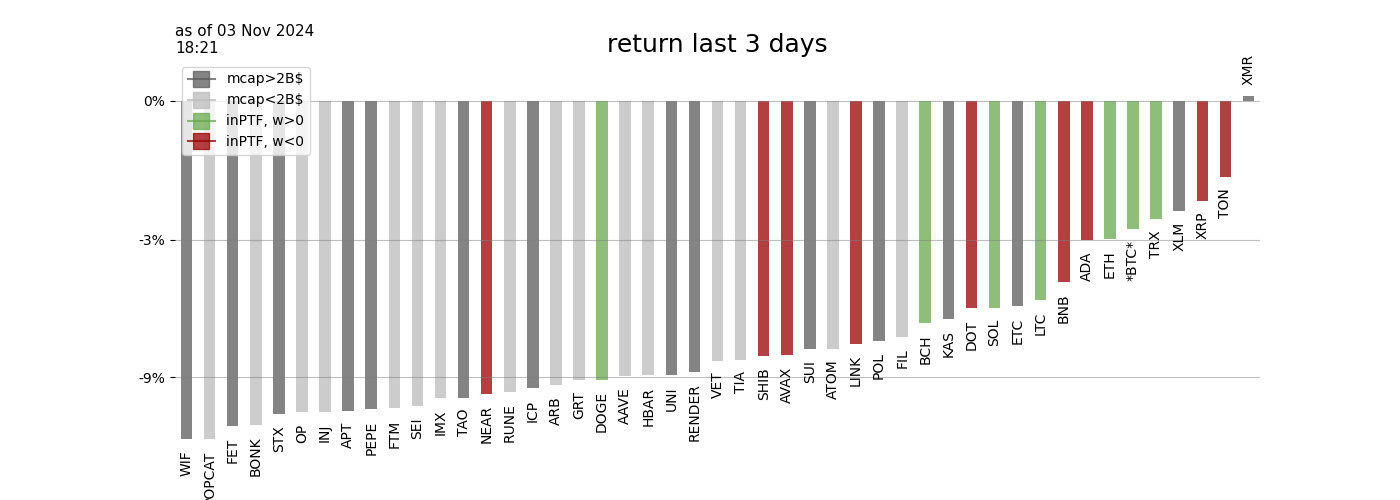 as of 03 Nov 2024
18:21
return last 3 days
mcap>2B$
mcap<2B$
inPTF, w>0
inPTF, w<0
0%
-3%
-9%
WIF
OPCAT
FET
BONK
STX
OP
INJ
APT
PEPE
FTM
SEI
IMX
TAO
NEAR
RUNE
ICP
ARB
GRT
DOGE
AAVE
HBAR
UNI
RENDER
VET
TIA
SHIB
AVAX
SUI
ATOM
LINK
POL
FIL
BCH
KAS
DOT
SOL
ETC
LTC
BNB
ADA
ETH
*BTC*
TRX
XLM
XRP
TON
XMR